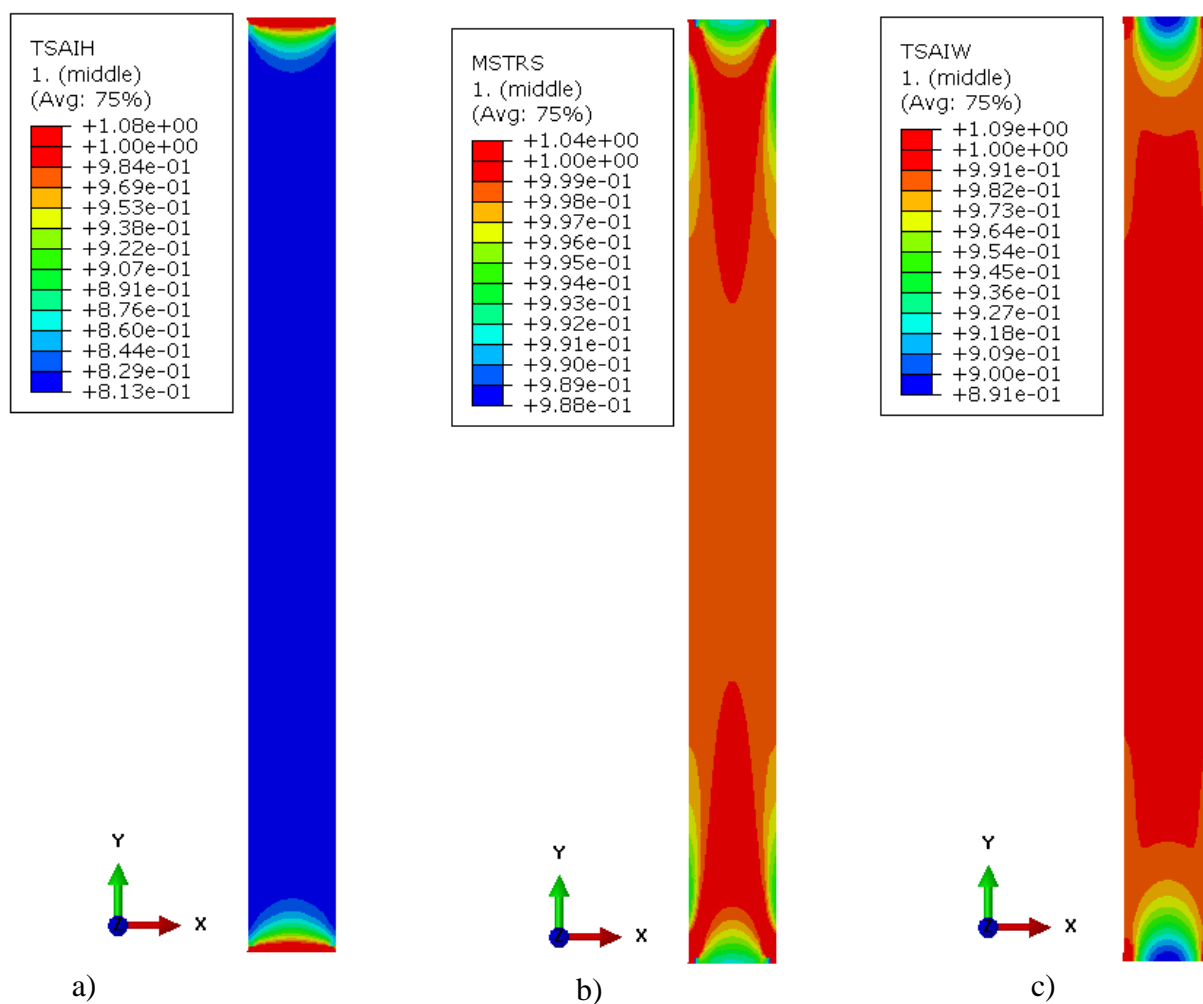 TSAIH
1. (middle)
(Avg: 75%)
+1.08e+00
+1.00e+00
+9.84e-01
+9.69e-01
+9.53e-01
+9.38e-01
+9.22e-01
+9.07e-01
+8.91e-01
+8.76e-01
+8.60e-01
+8.44e-01
+8.29e-01
+8.13e-01
Y
X
Z
a)
MSTRS
1. (middle)
(Avg: 75%)
+1.04e+00
+1.00e+00
+9.99e-01
+9.98e-01
+9.97e-01
+9.96e-01
+9.95e-01
+9.94e-01
+9.93e-01
+9.92e-01
+9.91e-01
+9.90e-01
+9.89e-01
+9.88e-01
Y
X
Z
b)
TSAIW
1. (middle)
(Avg: 75%)
+1.09e+00
+1.00e+00
+9.91e-01
+9.82e-01
+9.73e-01
+9.64e-01
+9.54e-01
+9.45e-01
+9.36e-01
+9.27e-01
+9.18e-01
+9.09e-01
+9.00e-01
+8.91e-01
Y
X
Z
c)